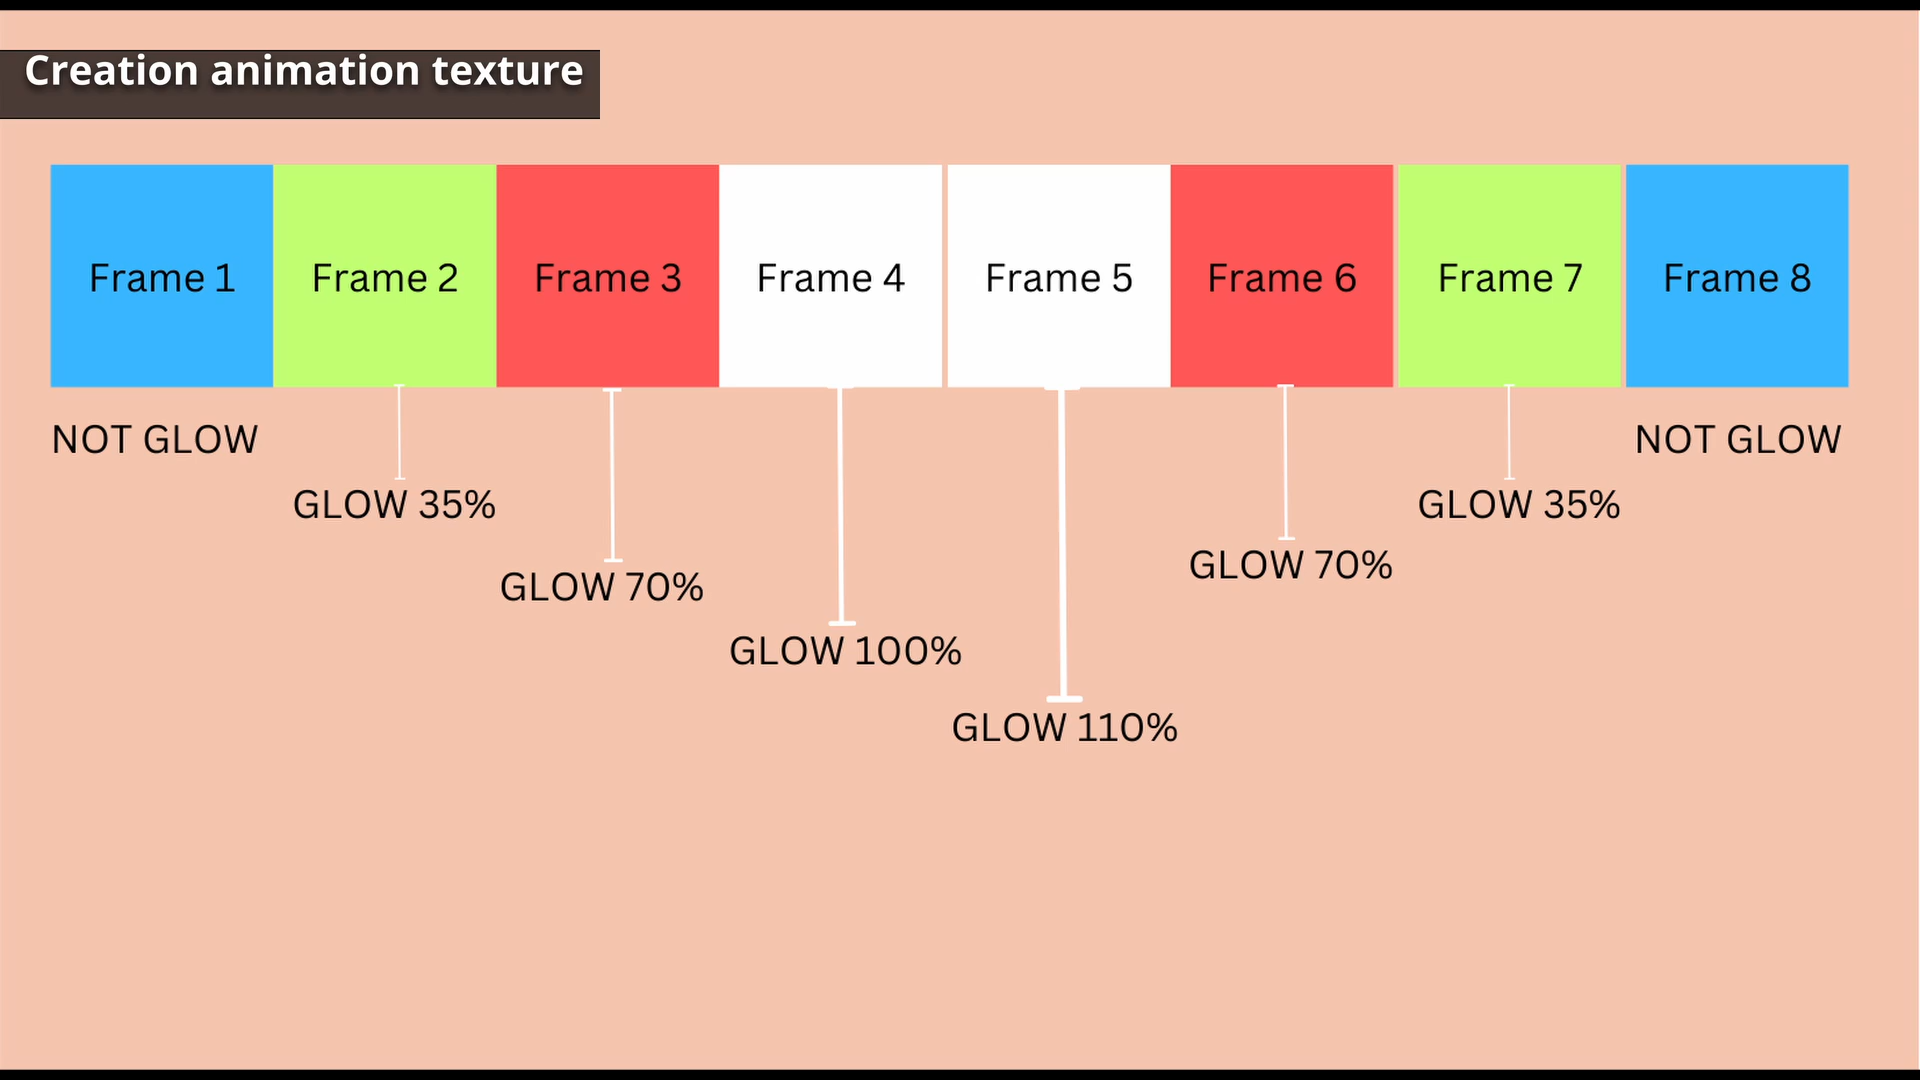 Creation animation texture
Frame 1 Frame 2 Frame 3 Frame 4 Frame 5 Frame 6 Frame 7 Frame 8
NOT GLOW NOT GLOW
GLOW 35% GLOW 35%
GLOW 70% GLOW 70%
GLOW 100%
GLOW 110%